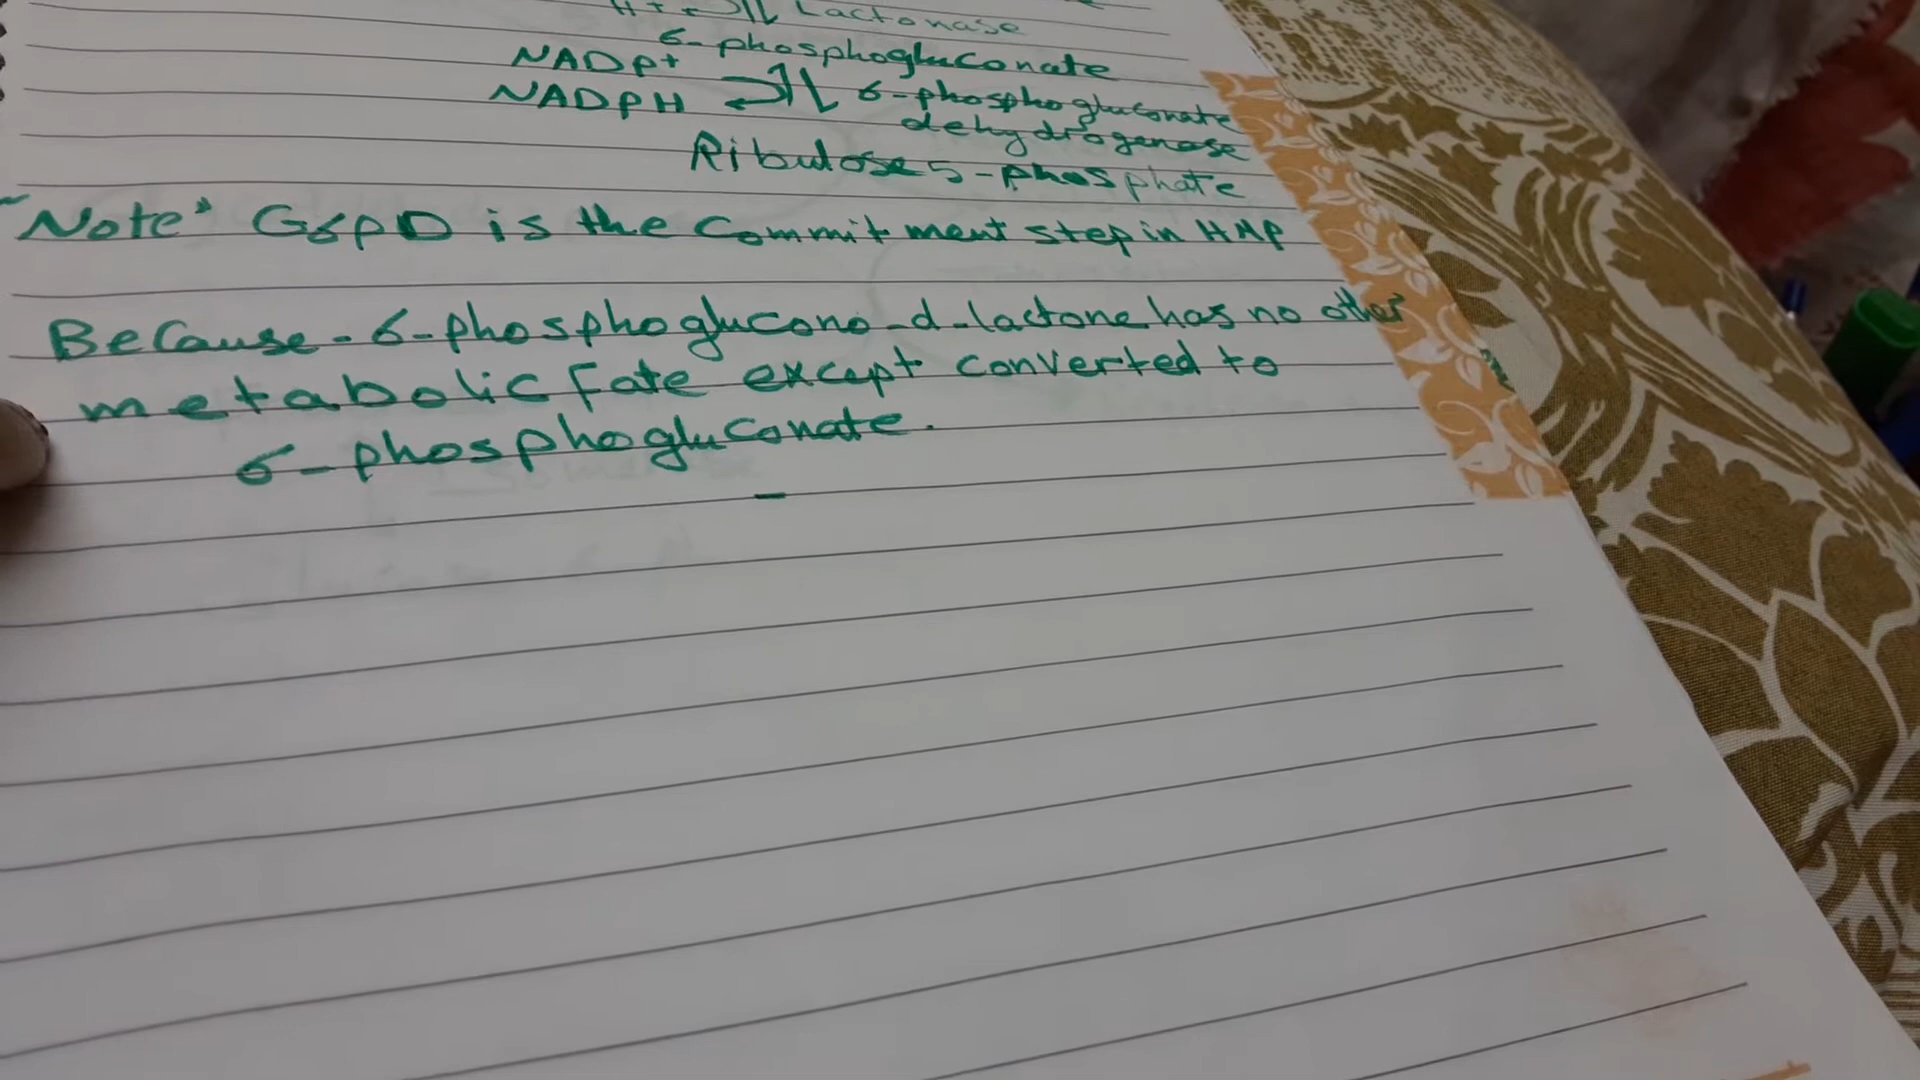 Lactonase
6-phosphogluconate
NADP+
NADPH 6-phosphogluconate
dehydrogenase
Ribulose 5-phosphate
"Note" G6PD is the Commitment step in HMP
Because-6-phosphoglucono-d-lactone has no other
metabolic fate except converted to
6-phosphogluconate.